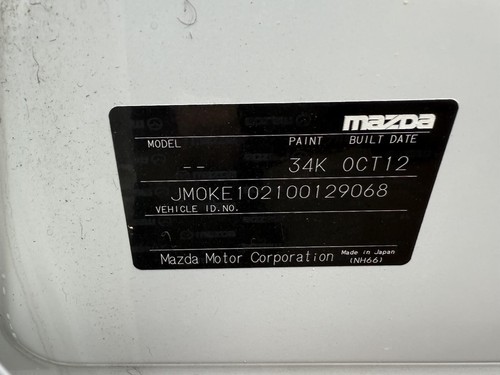 mazda
MODEL PAINT BUILT DATE
-- 34K OCT12
JM0KE102100129068
VEHICLE ID.NO.
Mazda Motor Corporation Made in Japan
(NH66)